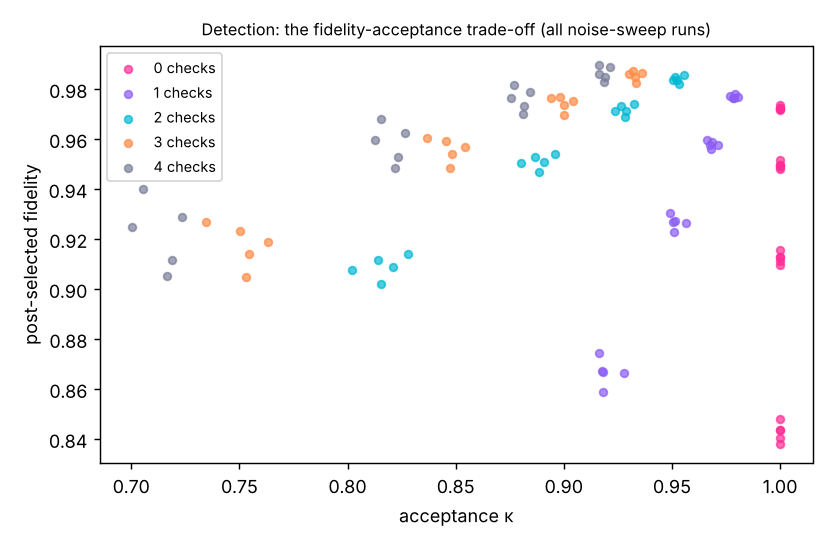 Detection: the fidelity-acceptance trade-off (all noise-sweep runs)
0 checks
1 checks
2 checks
3 checks
4 checks
0.98
0.96
0.94
0.92
0.90
0.88
0.86
0.84
post-selected fidelity
0.70 0.75 0.80 0.85 0.90 0.95 1.00
acceptance κ